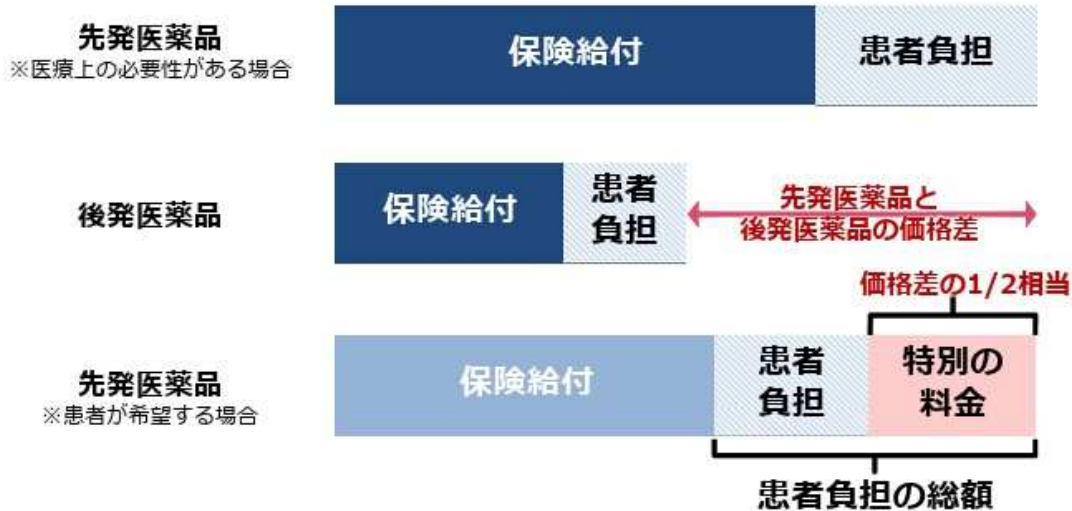 先発医薬品
※医療上の必要性がある場合
保険給付
患者負担
後発医薬品
保険給付
患者
負担
先発医薬品と
後発医薬品の価格差
価格差の1/2相当
先発医薬品
※患者が希望する場合
保険給付
患者
負担
特別の
料金
患者負担の総額